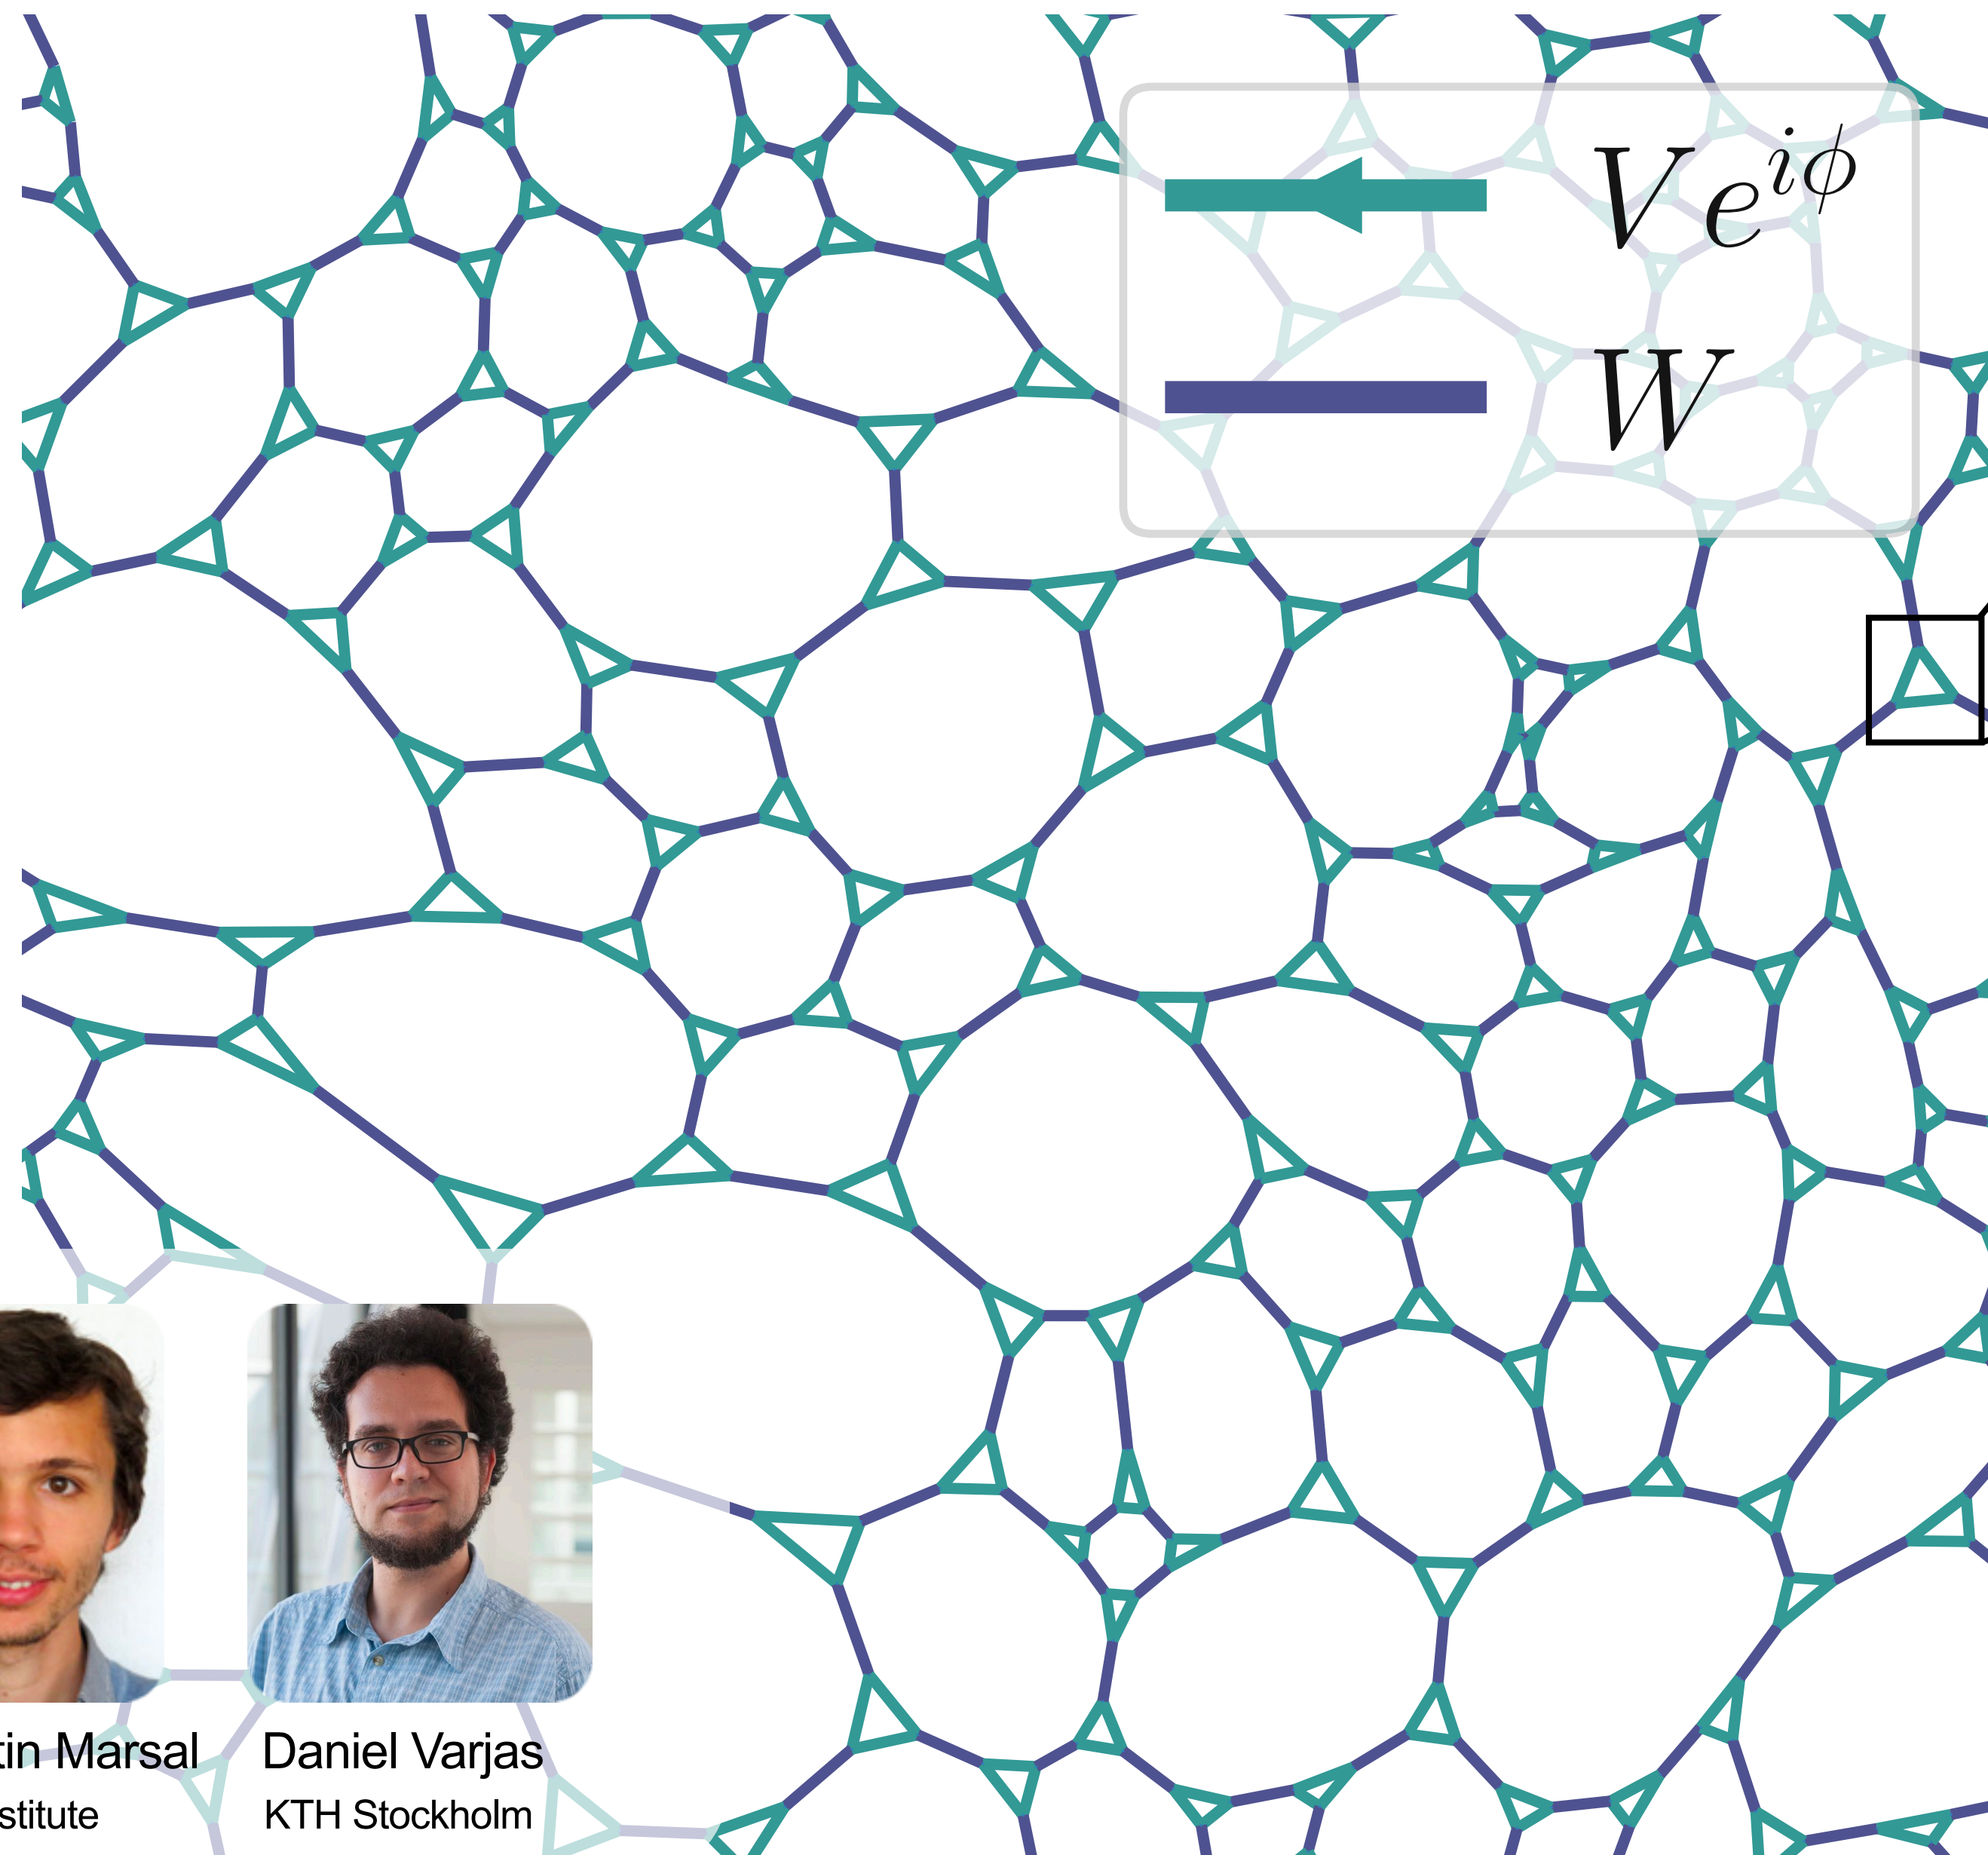 Ve^{iϕ}
W
tin Marsal
stitute
Daniel Varjas
KTH Stockholm